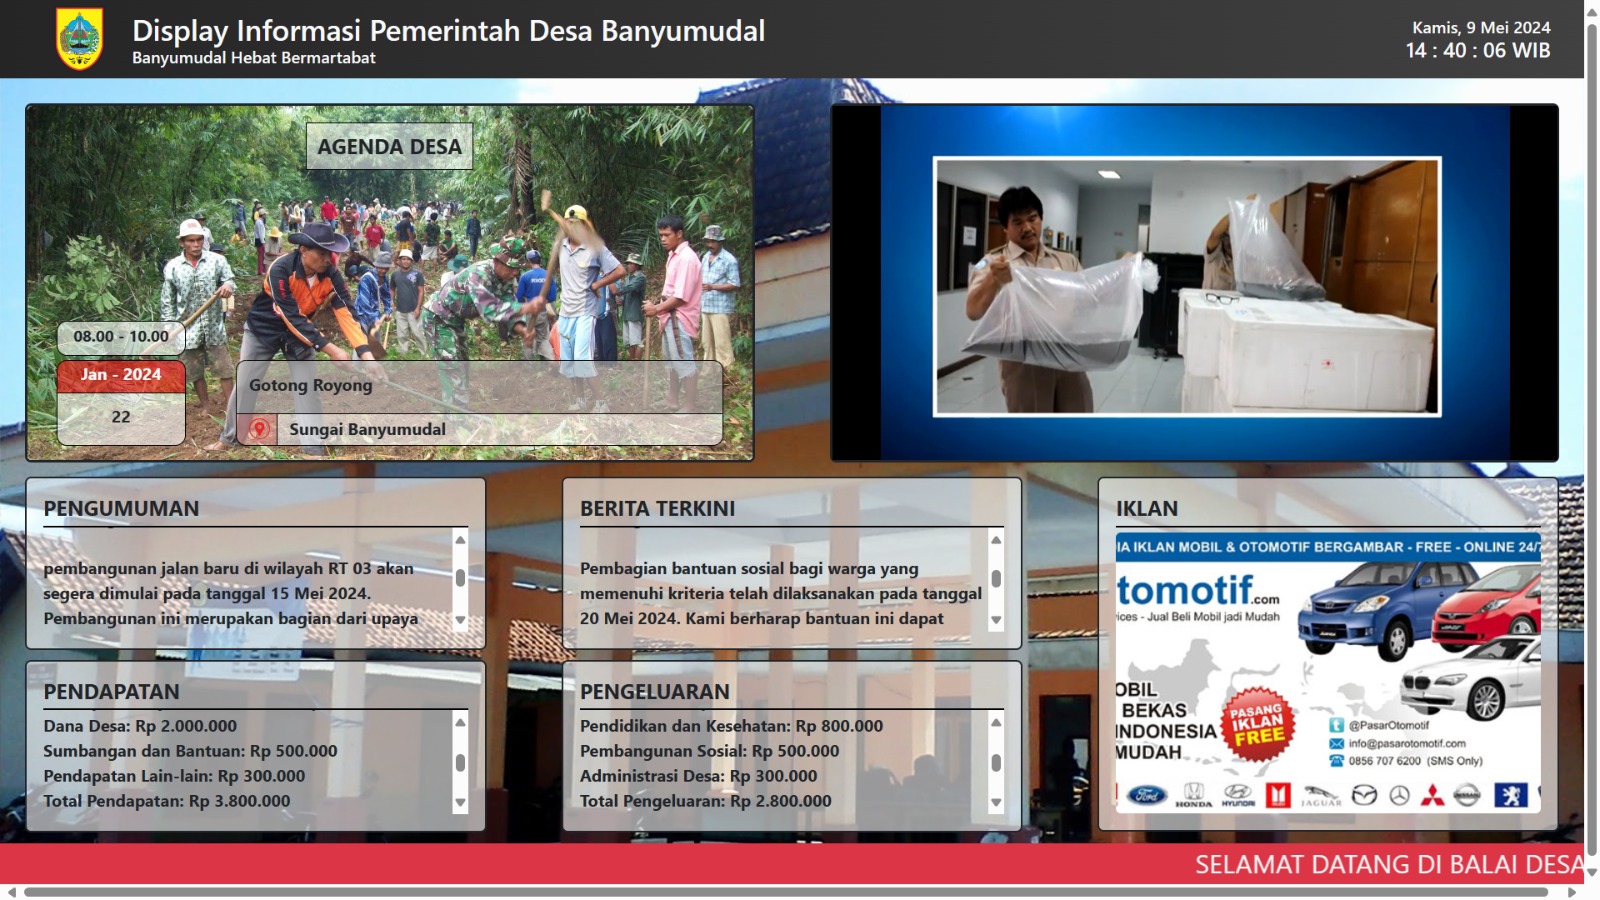 Display Informasi Pemerintah Desa Banyumudal
Banyumudal Hebat Bermartabat
Kamis, 9 Mei 2024
14 : 40 : 06 WIB
AGENDA DESA
08.00 - 10.00
Jan - 2024
22
Gotong Royong
Sungai Banyumudal
PENGUMUMAN
pembangunan jalan baru di wilayah RT 03 akan
segera dimulai pada tanggal 15 Mei 2024.
Pembangunan ini merupakan bagian dari upaya
BERITA TERKINI
Pembagian bantuan sosial bagi warga yang
memenuhi kriteria telah dilaksanakan pada tanggal
20 Mei 2024. Kami berharap bantuan ini dapat
IKLAN
IA IKLAN MOBIL & OTOMOTIF BERGAMBAR - FREE - ONLINE 24/7
tomotif.com
ices - Jual Beli Mobil jadi Mudah
OBIL
BEKAS
INDONESIA
MUDAH
PASANG
IKLAN
FREE
@PasarOtomotif
info@pasarotomotif.com
0856 707 6200 (SMS Only)
Ford
HONDA
HYUNDAI
JAGUAR
NISSAN
PENDAPATAN
Dana Desa: Rp 2.000.000
Sumbangan dan Bantuan: Rp 500.000
Pendapatan Lain-lain: Rp 300.000
Total Pendapatan: Rp 3.800.000
PENGELUARAN
Pendidikan dan Kesehatan: Rp 800.000
Pembangunan Sosial: Rp 500.000
Administrasi Desa: Rp 300.000
Total Pengeluaran: Rp 2.800.000
SELAMAT DATANG DI BALAI DESA